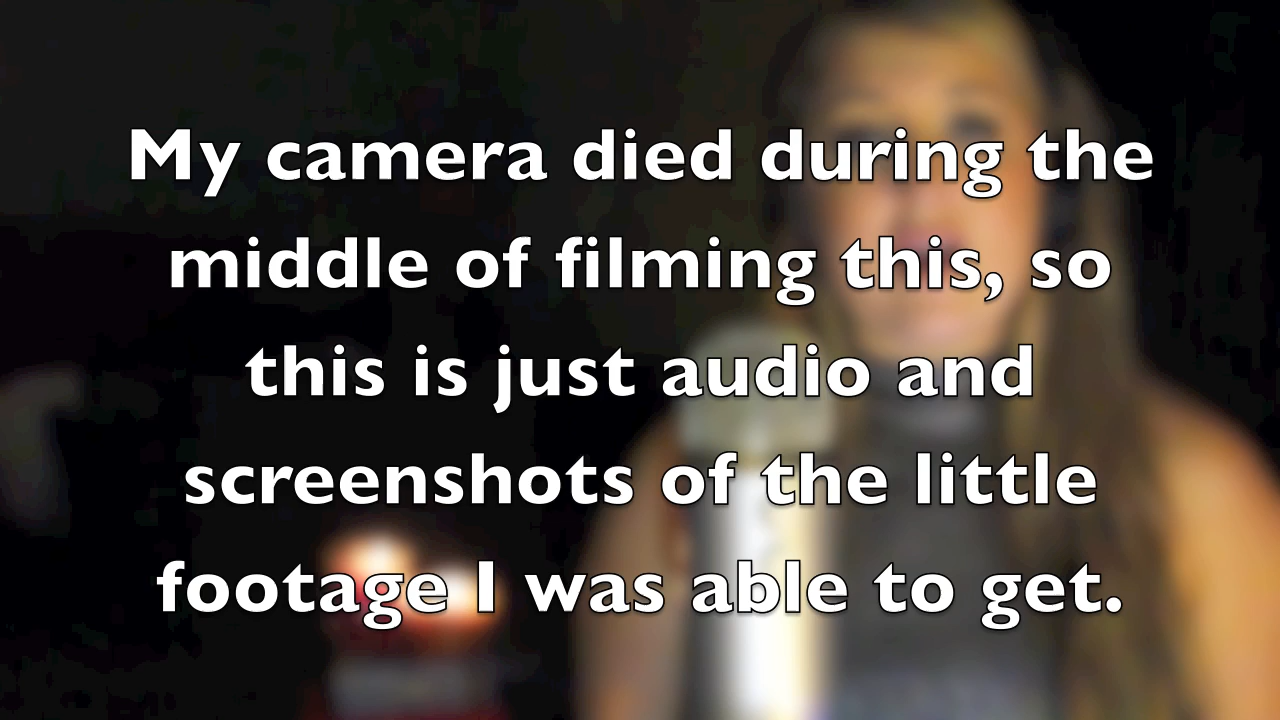 My camera died during the
middle of filming this, so
this is just audio and
screenshots of the little
footage I was able to get.